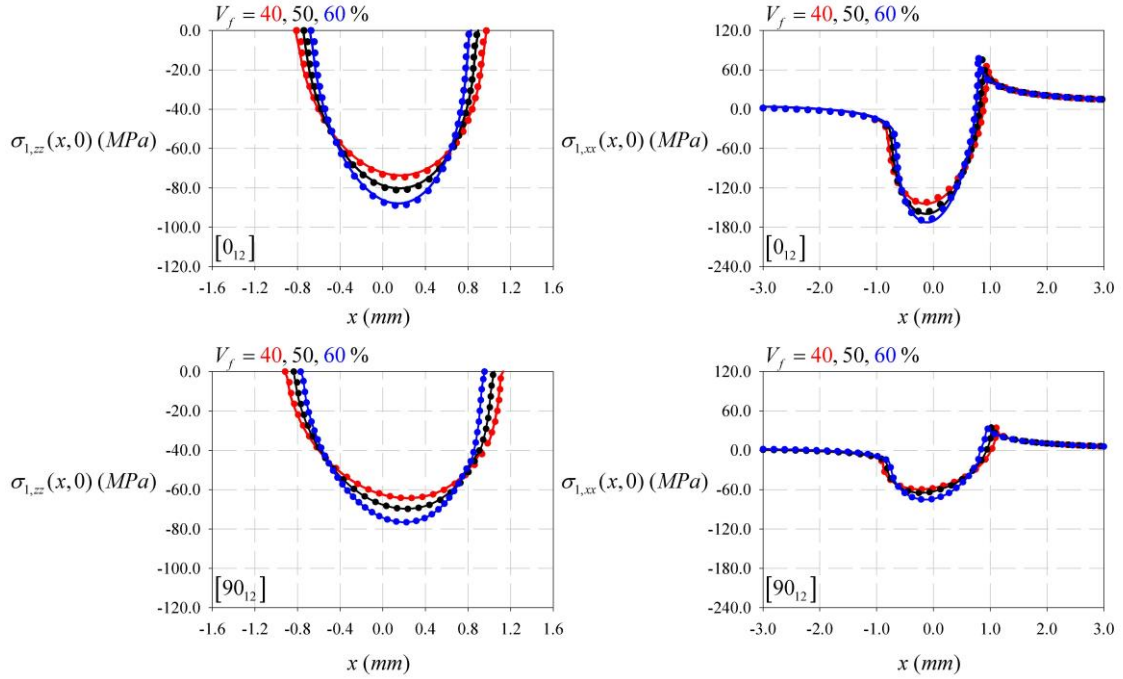 V_f = 40, 50, 60 %
0.0
-20.0
-40.0
σ_{1,zz}(x,0) (MPa)
-60.0
-80.0
-100.0
[0_{12}]
-120.0
-1.6 -1.2 -0.8 -0.4 0.0 0.4 0.8 1.2 1.6
x (mm)
V_f = 40, 50, 60 %
120.0
60.0
0.0
σ_{1,xx}(x,0) (MPa)
-60.0
-120.0
-180.0
[0_{12}]
-240.0
-3.0 -2.0 -1.0 0.0 1.0 2.0 3.0
x (mm)
V_f = 40, 50, 60 %
0.0
-20.0
-40.0
σ_{1,zz}(x,0) (MPa)
-60.0
-80.0
-100.0
[90_{12}]
-120.0
-1.6 -1.2 -0.8 -0.4 0.0 0.4 0.8 1.2 1.6
x (mm)
V_f = 40, 50, 60 %
120.0
60.0
0.0
σ_{1,xx}(x,0) (MPa)
-60.0
-120.0
-180.0
[90_{12}]
-240.0
-3.0 -2.0 -1.0 0.0 1.0 2.0 3.0
x (mm)